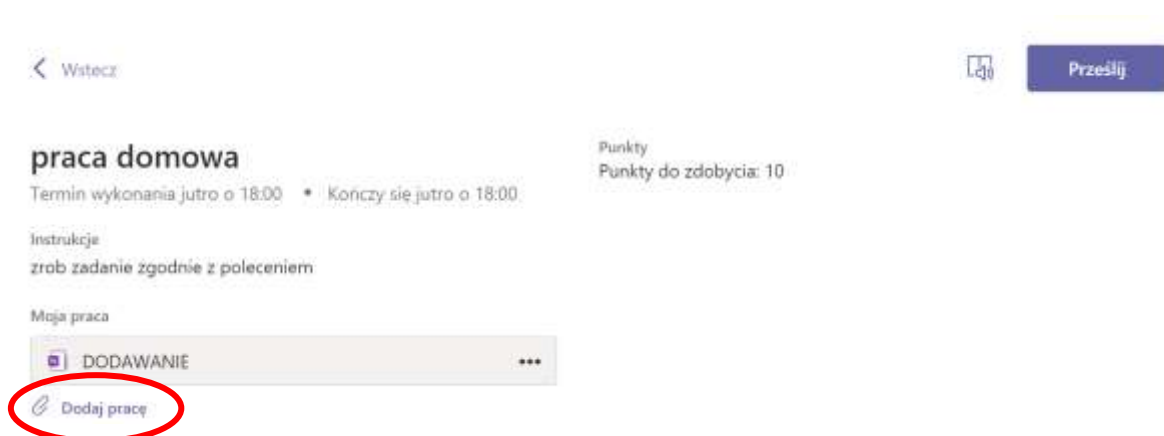 Wstecz
Prześlij
praca domowa
Termin wykonania jutro o 18:00 • Kończy się jutro o 18:00
Punkty
Punkty do zdobycia: 10
Instrukcje
zrob zadanie zgodnie z poleceniem
Moja praca
DODAWANIE
Dodaj pracę